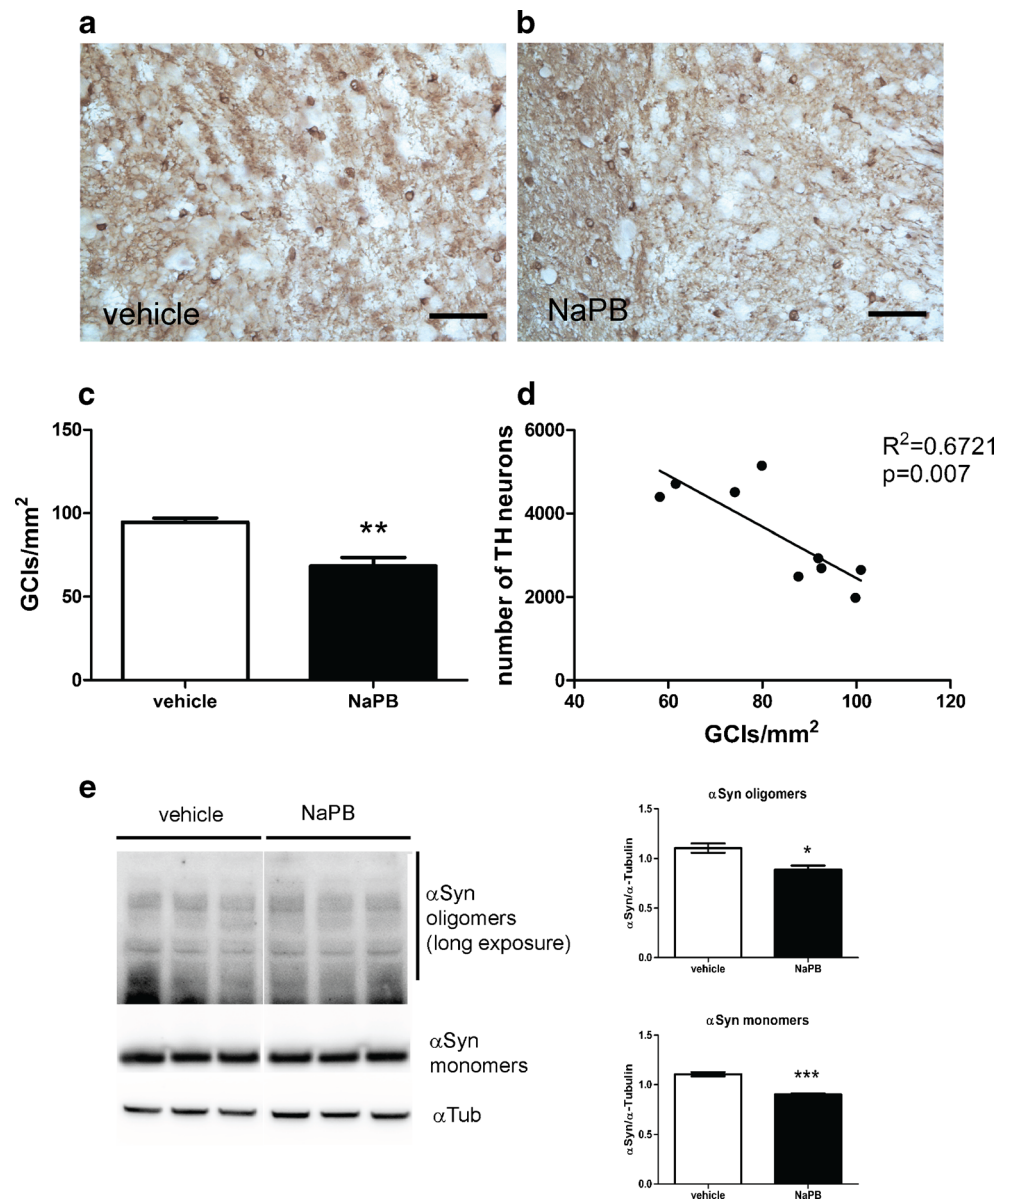 a
b
vehicle
NaPB
c
GCIs/mm²
150
100
50
0
**
vehicle
NaPB
d
number of TH neurons
6000
4000
2000
0
R²=0.6721
p=0.007
40
60
80
100
120
GCIs/mm²
e
vehicle
NaPB
αSyn
oligomers
(long exposure)
αSyn
monomers
αTub
αSyn oligomers
αSyn/α-Tubulin
1.5
1.0
0.5
0.0
*
vehicle
NaPB
αSyn monomers
αSyn/α-Tubulin
1.5
1.0
0.5
0.0
***
vehicle
NaPB